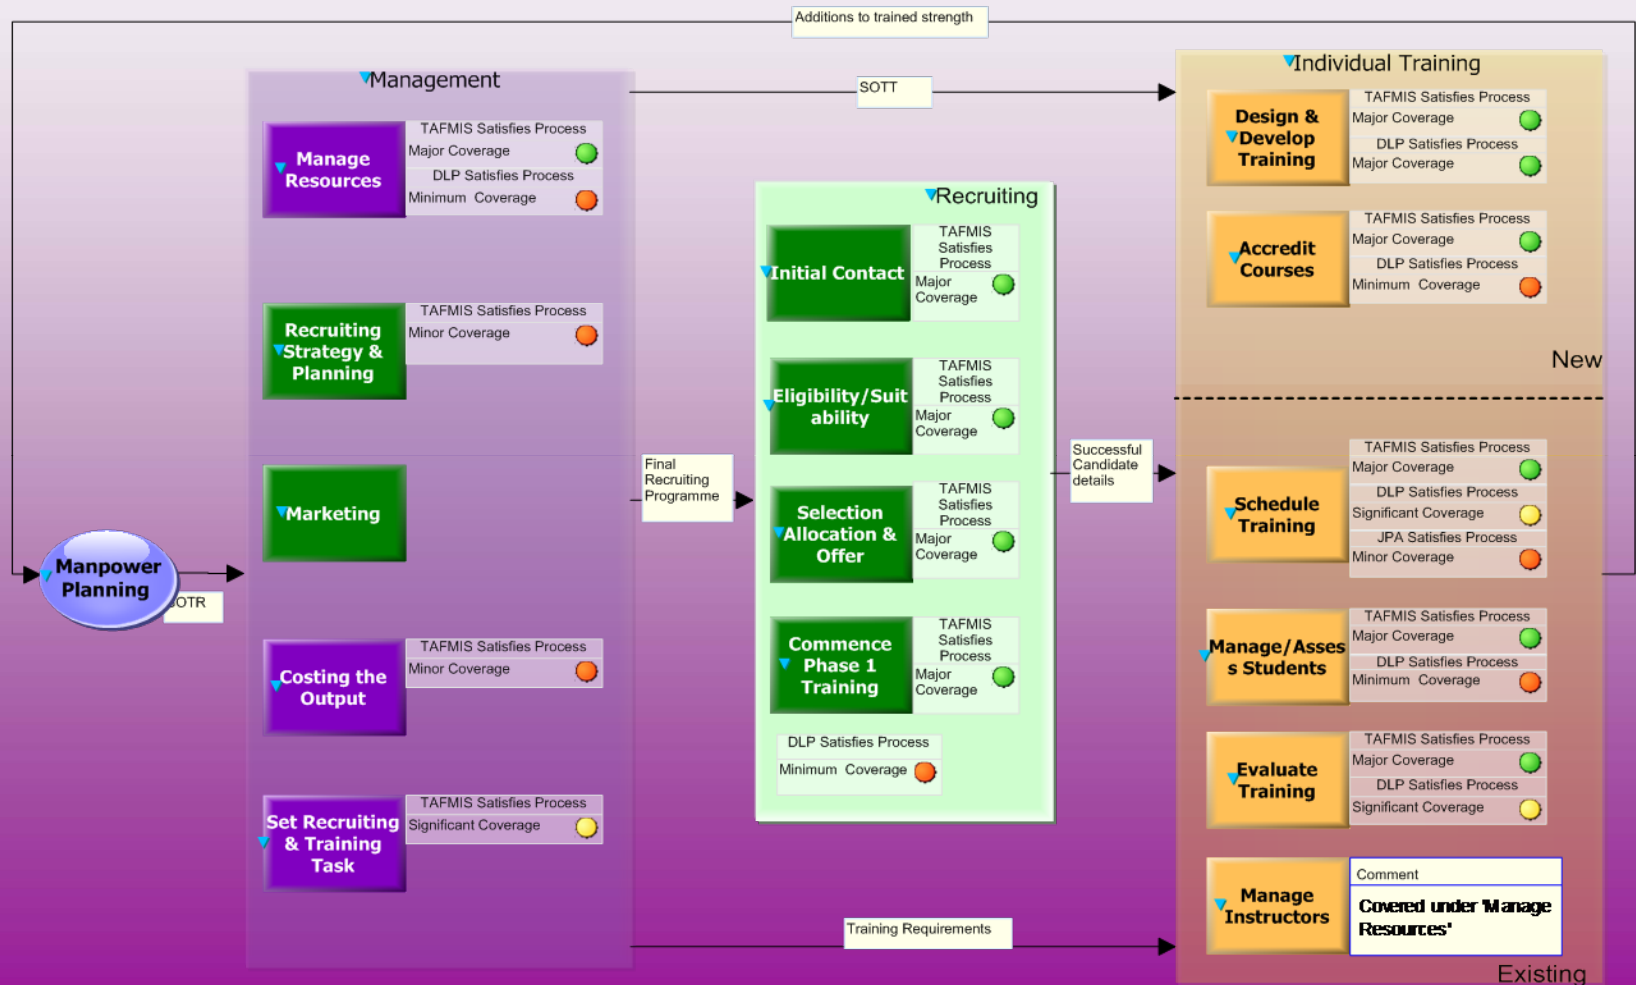 Additions to trained strength
Management
Manage
Resources
TAFMIS Satisfies Process
Major Coverage
DLP Satisfies Process
Minimum Coverage
Recruiting
Strategy &
Planning
TAFMIS Satisfies Process
Minor Coverage
Marketing
Manpower
Planning
Costing the
Output
TAFMIS Satisfies Process
Minor Coverage
Set Recruiting
& Training
Task
TAFMIS Satisfies Process
Significant Coverage
SOTT
Final
Recruiting
Programme
Training Requirements
Recruiting
Initial Contact
TAFMIS
Satisfies
Process
Major
Coverage
Eligibility/Suit
ability
TAFMIS
Satisfies
Process
Major
Coverage
Selection
Allocation &
Offer
TAFMIS
Satisfies
Process
Major
Coverage
Commence
Phase 1
Training
TAFMIS
Satisfies
Process
Major
Coverage
DLP Satisfies Process
Minimum Coverage
Successful
Candidate
details
Individual Training
Design &
Develop
Training
TAFMIS Satisfies Process
Major Coverage
DLP Satisfies Process
Major Coverage
Accredit
Courses
TAFMIS Satisfies Process
Major Coverage
DLP Satisfies Process
Minimum Coverage
New
Schedule
Training
TAFMIS Satisfies Process
Major Coverage
DLP Satisfies Process
Significant Coverage
JPA Satisfies Process
Minor Coverage
Manage/Asses
s Students
TAFMIS Satisfies Process
Major Coverage
DLP Satisfies Process
Minimum Coverage
Evaluate
Training
TAFMIS Satisfies Process
Major Coverage
DLP Satisfies Process
Significant Coverage
Manage
Instructors
Comment
Covered under 'Manage
Resources'
Existing